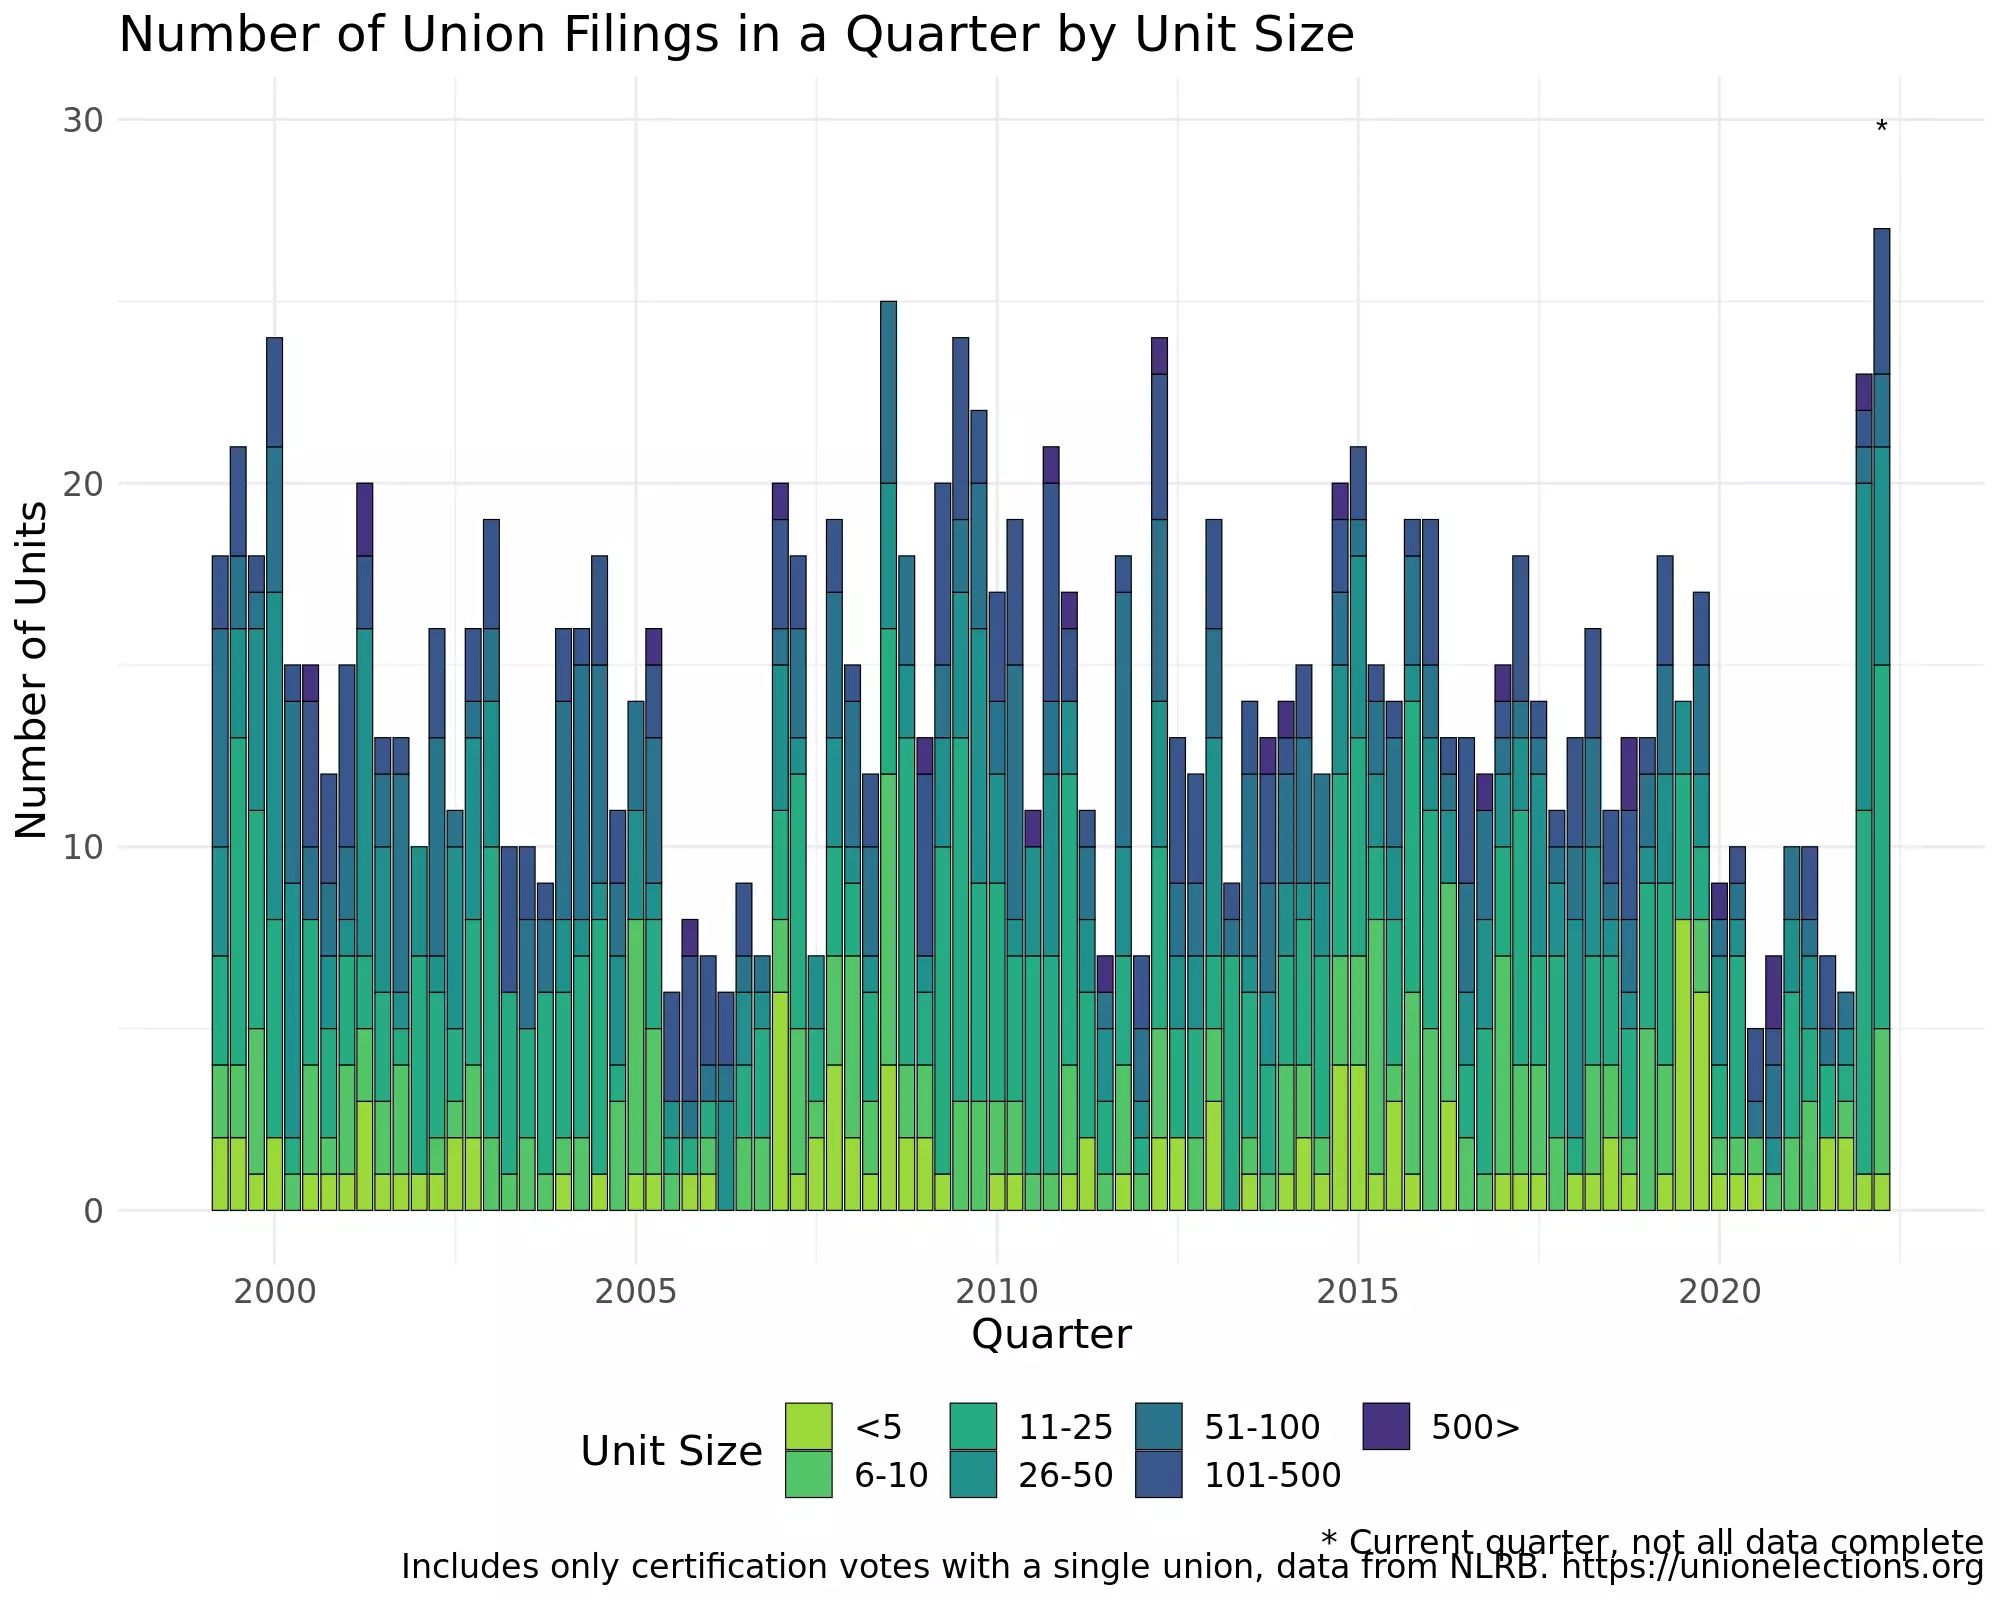 Number of Union Filings in a Quarter by Unit Size
30
*
20
10
0
Number of Units
2000 2005 2010 2015 2020
Quarter
Unit Size
<5 11-25 51-100 500>
6-10 26-50 101-500
* Current quarter, not all data complete
Includes only certification votes with a single union, data from NLRB. https://unionelections.org